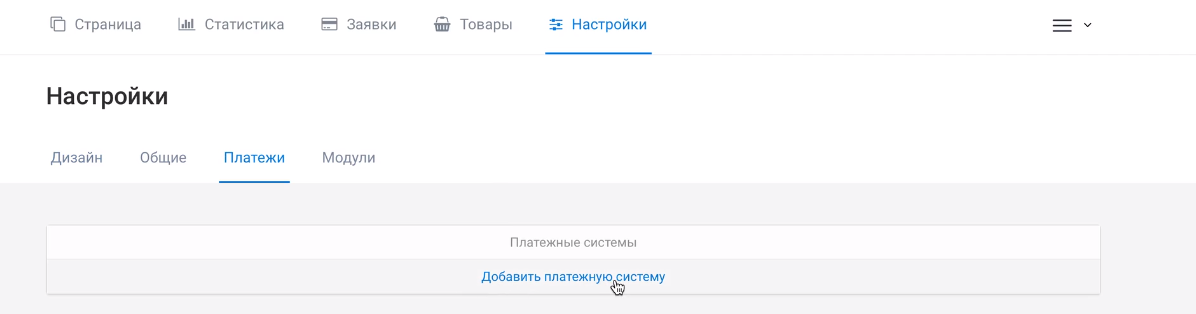 Страница Статистика Заявки Товары Настройки
Настройки
Дизайн Общие Платежи Модули
Платежные системы
Добавить платежную систему